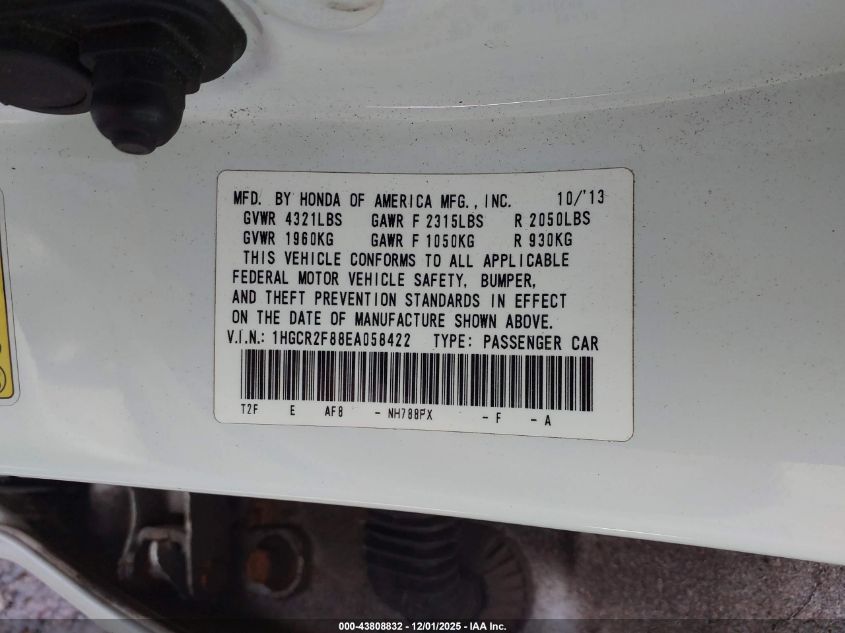 MFD. BY HONDA OF AMERICA MFG., INC. 10/'13
GVWR 4321LBS GAWR F 2315LBS R 2050LBS
GVWR 1960KG GAWR F 1050KG R 930KG
THIS VEHICLE CONFORMS TO ALL APPLICABLE
FEDERAL MOTOR VEHICLE SAFETY, BUMPER,
AND THEFT PREVENTION STANDARDS IN EFFECT
ON THE DATE OF MANUFACTURE SHOWN ABOVE.
V.I.N.: 1HGCR2F88EA058422 TYPE: PASSENGER CAR
T2F E AF8 - NH788PX - F - A
000-43808832 - 12/01/2025 - IAA Inc.